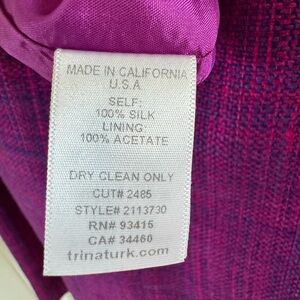 MADE IN CALIFORNIA
U.S.A.
SELF:
100% SILK
LINING:
100% ACETATE
DRY CLEAN ONLY
CUT# 2485
STYLE# 2113730
RN# 93415
CA# 34460
trinaturk.com